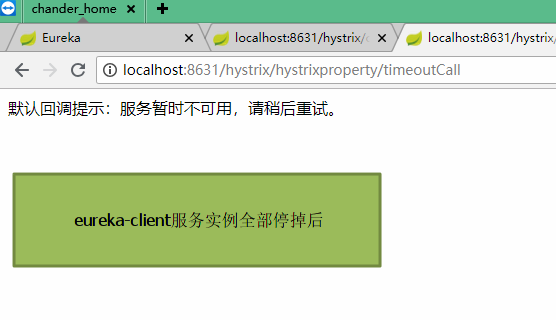 chander_home
Eureka
localhost:8631/hystrix/
localhost:8631/hystrix/
localhost:8631/hystrix/hystrixproperty/timeoutCall
默认回调提示：服务暂时不可用，请稍后重试。
eureka-client服务实例全部停掉后